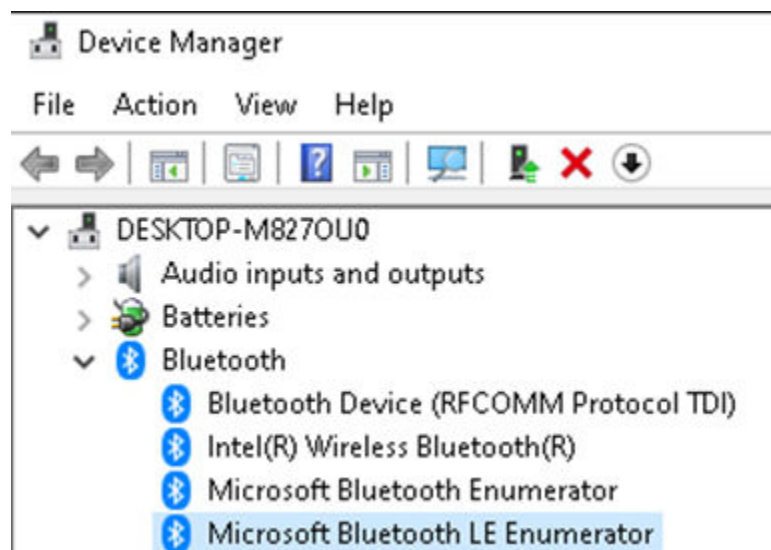 Device Manager
File Action View Help
DESKTOP-M827OU0
Audio inputs and outputs
Batteries
Bluetooth
Bluetooth Device (RFCOMM Protocol TDI)
Intel(R) Wireless Bluetooth(R)
Microsoft Bluetooth Enumerator
Microsoft Bluetooth LE Enumerator